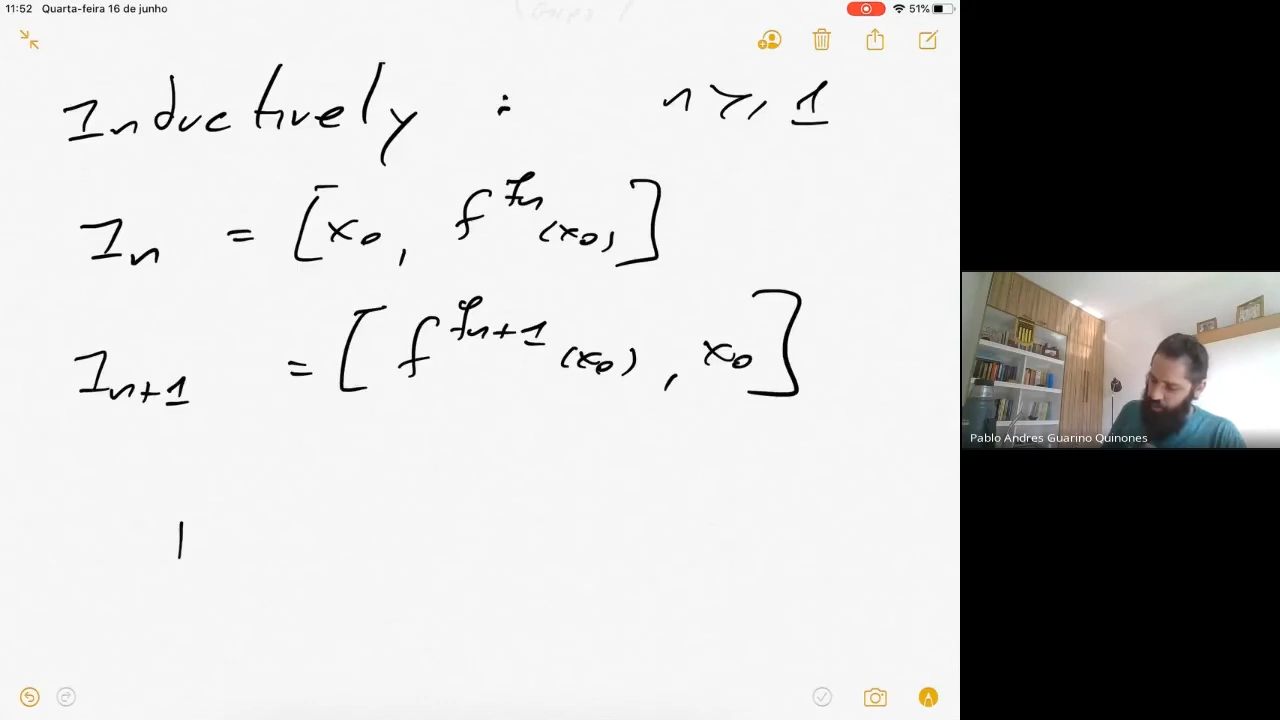 11:52 Quarta-feira 16 de junho 51%
Inductively : n ≥ 1
I_n = [x_0, f^{q_n}(x_0)]
I_{n+1} = [f^{q_{n+1}}(x_0), x_0]
Pablo Andres Guarino Quinones